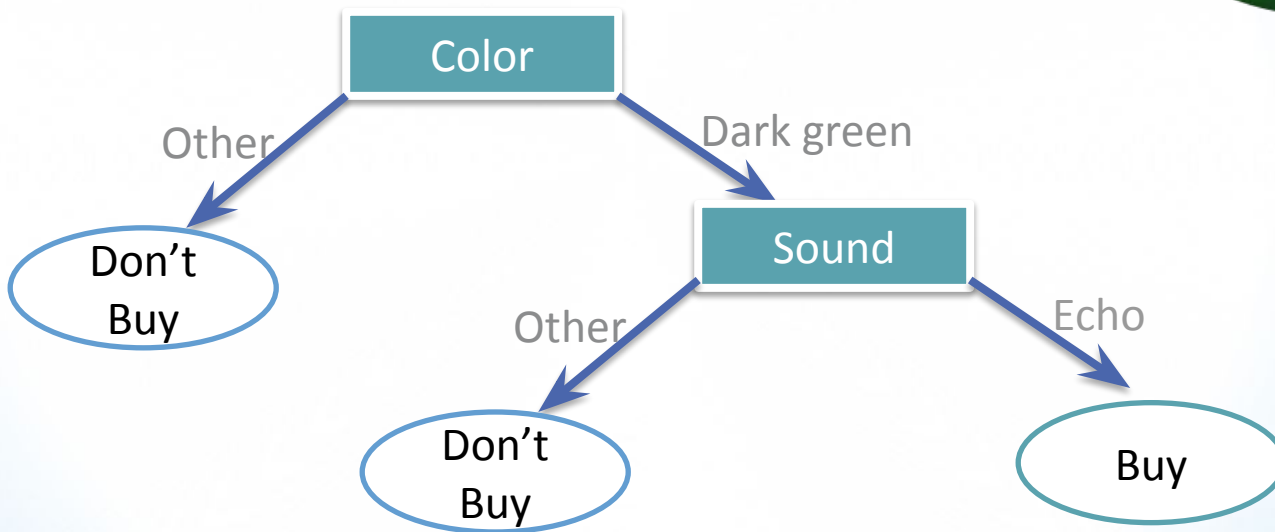 Color
Other
Dark green
Don’t
Buy
Sound
Other
Echo
Don’t
Buy
Buy